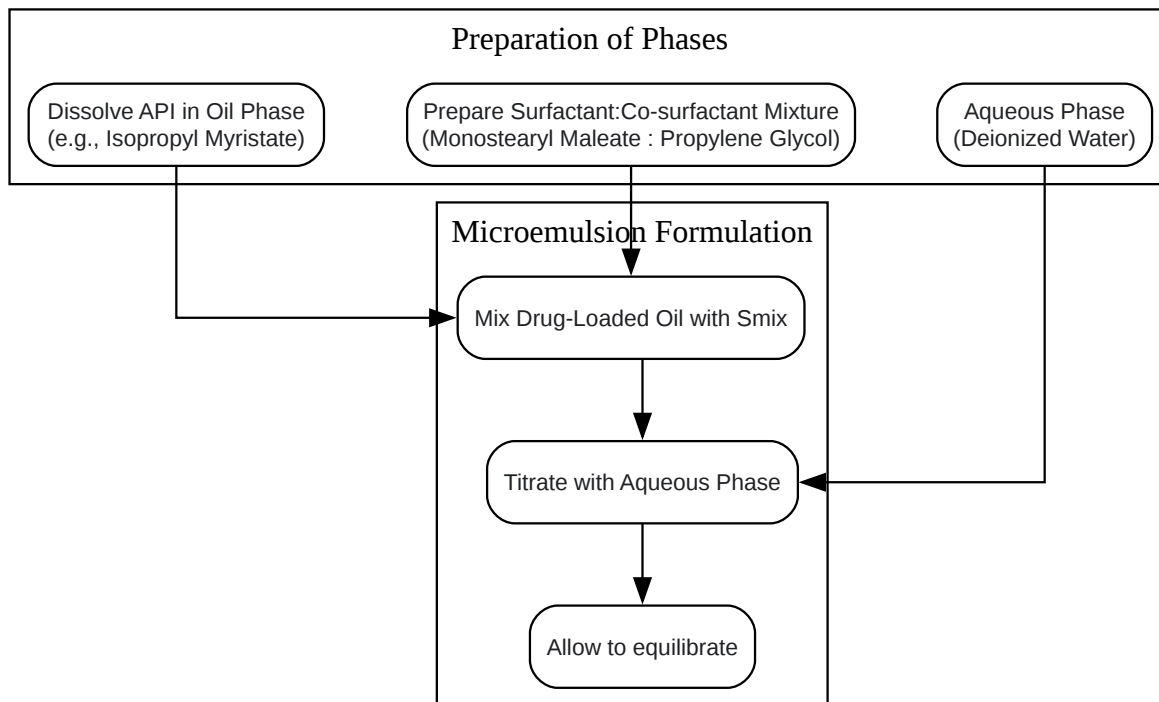 Preparation of Phases
Dissolve API in Oil Phase
(e.g., Isopropyl Myristate)
Prepare Surfactant:Co-surfactant Mixture
(Monostearyl Maleate : Propylene Glycol)
Aqueous Phase
(Deionized Water)
Microemulsion Formulation
Mix Drug-Loaded Oil with Smix
Titrate with Aqueous Phase
Allow to equilibrate